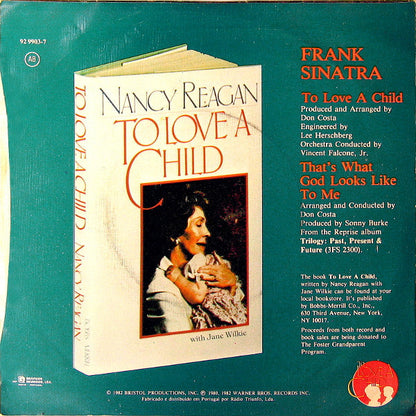 92 9903-7
AB
NANCY REAGAN
TO LOVE A
CHILD
with Jane Wilkie
TO LOVE A CHILD
NANCY REAGAN
FRANK
SINATRA
To Love A Child
Produced and Arranged by
Don Costa
Engineered by
Lee Herschberg
Orchestra Conducted by
Vincent Falcone, Jr.
That's What
God Looks Like
To Me
Arranged and Conducted by
Don Costa
Produced by Sonny Burke
From the Reprise album
Trilogy: Past, Present &
Future (3FS 2300).
The book To Love A Child,
written by Nancy Reagan with
Jane Wilkie can be found at your
local bookstore. It's published
by Bobbs-Merrill Co., Inc.,
630 Third Avenue, New York,
NY 10017.
Proceeds from both record and
book sales are being donated to
The Foster Grandparent
Program.
© 1982 BRISTOL PRODUCTIONS, INC. ℗ 1980, 1982 WARNER BROS. RECORDS INC.
Fabricado e distribuido em Portugal por Rádio Triunfo, Lda.